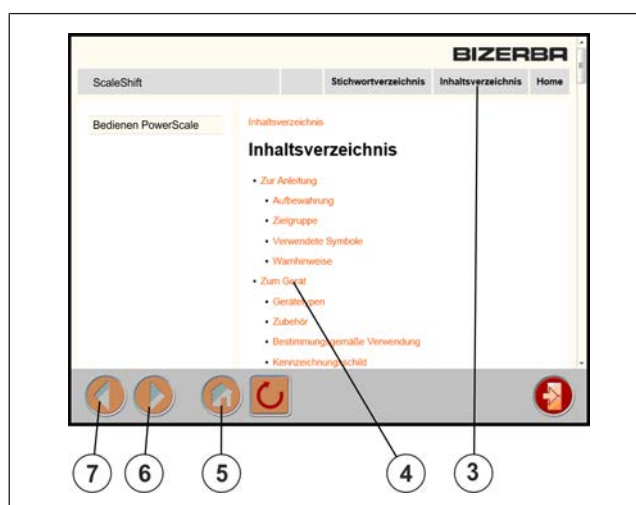 BIZERBA
ScaleShift Stichwortverzeichnis Inhaltsverzeichnis Home
Bedienen PowerScale
Inhaltsverzeichnis
Inhaltsverzeichnis
• Zur Anleitung
• Aufbewahrung
• Zielgruppe
• Verwendete Symbole
• Warnhinweise
• Zum Gerät
• Gerätetypen
• Zubehör
• Bestimmungsgemäße Verwendung
• Kennzeichnungsschild
7 6 5 4 3